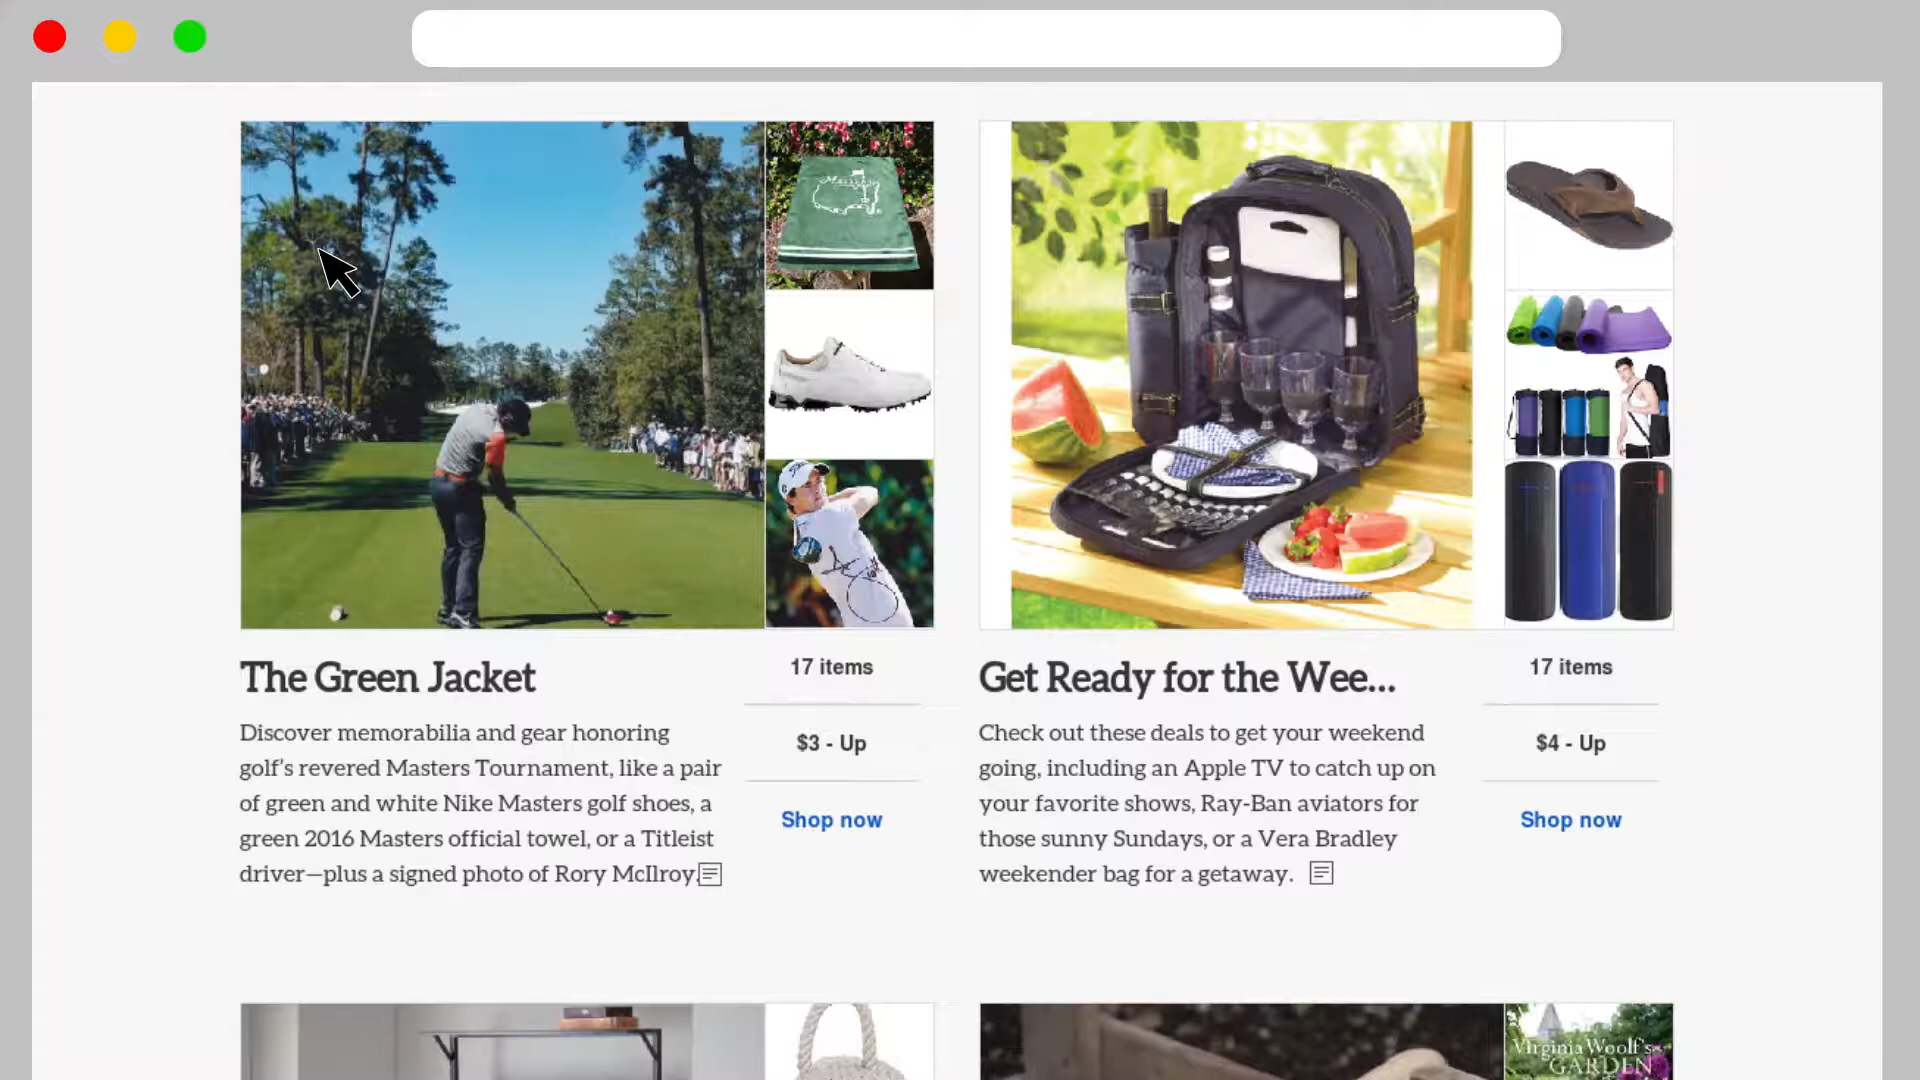 Masters
The Green Jacket
17 items
$3 - Up
Shop now
Discover memorabilia and gear honoring
golf's revered Masters Tournament, like a pair
of green and white Nike Masters golf shoes, a
green 2016 Masters official towel, or a Titleist
driver—plus a signed photo of Rory McIlroy.
Get Ready for the Wee...
17 items
$4 - Up
Shop now
Check out these deals to get your weekend
going, including an Apple TV to catch up on
your favorite shows, Ray-Ban aviators for
those sunny Sundays, or a Vera Bradley
weekender bag for a getaway.
Virginia Woolf's
GARDEN